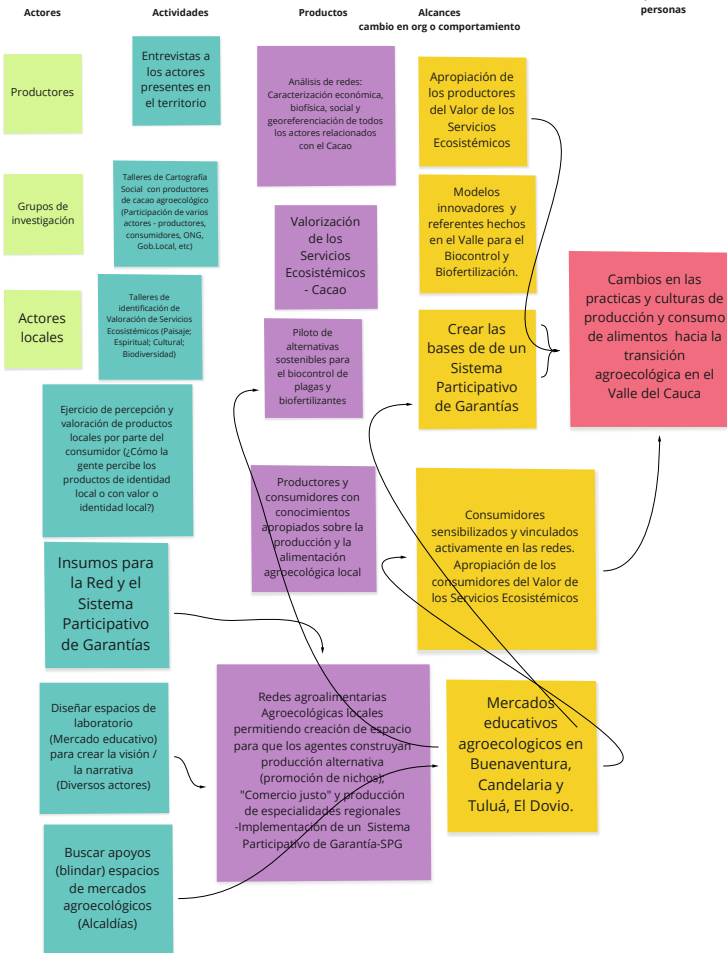 Actores
Actividades
Productos
Alcances
cambio en org o comportamiento
personas
Productores
Grupos de
investigación
Actores
locales
Entrevistas a
los actores
presentes en
el territorio
Talleres de Cartografía
Social con productores
de cacao agroecológico
(Participación de varios
actores - productores,
consumidores, ONG,
Gob.Local, etc)
Talleres de
identificación de
Valoración de Servicios
Ecosistémicos (Paisaje;
Espiritual; Cultural;
Biodiversidad)
Ejercicio de percepción y
valoración de productos
locales por parte del
consumidor (¿Cómo la
gente percibe los
productos de identidad
local o con valor o
identidad local?)
Insumos para
la Red y el
Sistema
Participativo
de Garantías
Diseñar espacios de
laboratorio
(Mercado educativo)
para crear la visión /
la narrativa
(Diversos actores)
Buscar apoyos
(blindar) espacios
de mercados
agroecológicos
(Alcaldías)
Análisis de redes:
Caracterización económica,
biofísica, social y
georeferenciación de todos
los actores relacionados
con el Cacao
Valorización
de los
Servicios
Ecosistémicos
- Cacao
Piloto de
alternativas
sostenibles para
el biocontrol de
plagas y
biofertilizantes
Productores y
consumidores con
conocimientos
apropiados sobre la
producción y la
alimentación
agroecológica local
Redes agroalimentarias
Agroecológicas locales
permitiendo creación de espacio
para que los agentes construyan
producción alternativa
(promoción de nichos);
"Comercio justo" y producción
de especialidades regionales
-Implementación de un Sistema
Participativo de Garantía-SPG
Apropiación de
los productores
del Valor de los
Servicios
Ecosistémicos
Modelos
innovadores y
referentes hechos
en el Valle para el
Biocontrol y
Biofertilización.
Crear las
bases de de un
Sistema
Participativo
de Garantías
Consumidores
sensibilizados y vinculados
activamente en las redes.
Apropiación de los
consumidores del Valor de
los Servicios Ecosistémicos
Mercados
educativos
agroecologicos en
Buenaventura,
Candelaria y
Tuluá, El Dovio.
Cambios en las
practicas y culturas de
producción y consumo
de alimentos hacia la
transición
agroecológica en el
Valle del Cauca